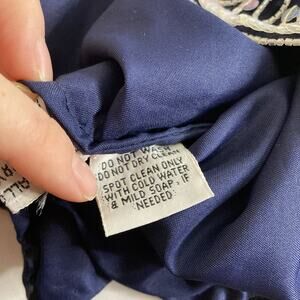 DO NOT WASH
DO NOT DRY CLEAN
SPOT CLEAN ONLY
WITH COLD WATER
& MILD SOAP, IF
NEEDED